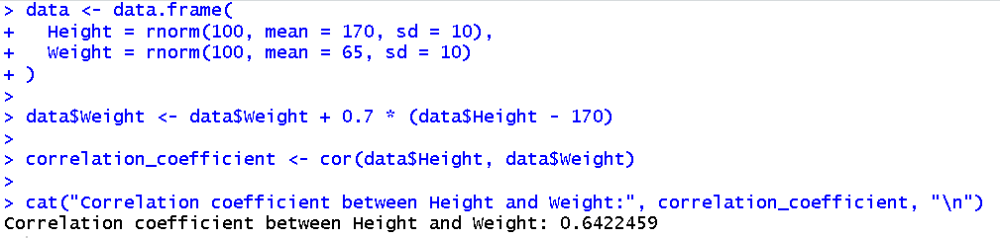 > data <- data.frame(
+   Height = rnorm(100, mean = 170, sd = 10),
+   Weight = rnorm(100, mean = 65, sd = 10)
+ )
>
> data$Weight <- data$Weight + 0.7 * (data$Height - 170)
>
> correlation_coefficient <- cor(data$Height, data$Weight)
>
> cat("Correlation coefficient between Height and Weight:", correlation_coefficient, "\n")
Correlation coefficient between Height and Weight: 0.6422459